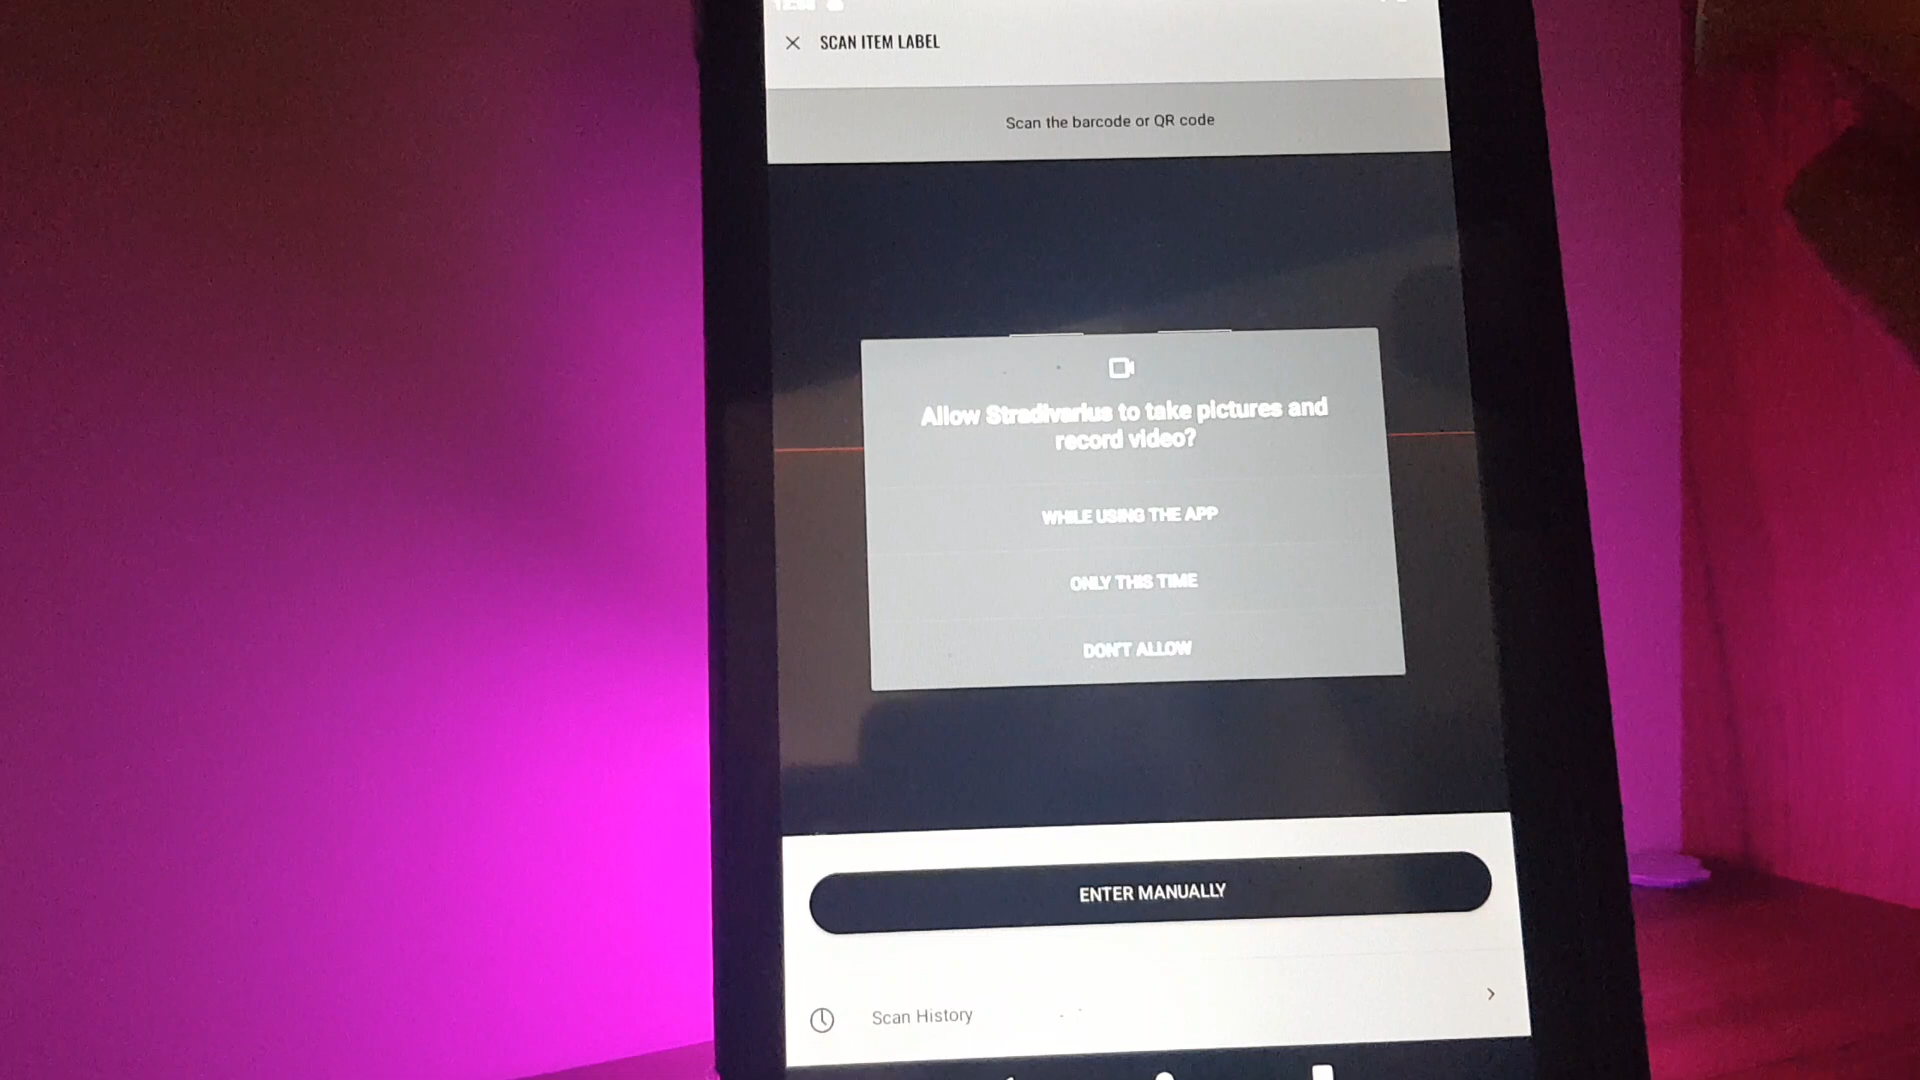 SCAN ITEM LABEL
Scan the barcode or QR code
Allow Stradivarius to take pictures and
record video?
WHILE USING THE APP
ONLY THIS TIME
DON'T ALLOW
ENTER MANUALLY
Scan History